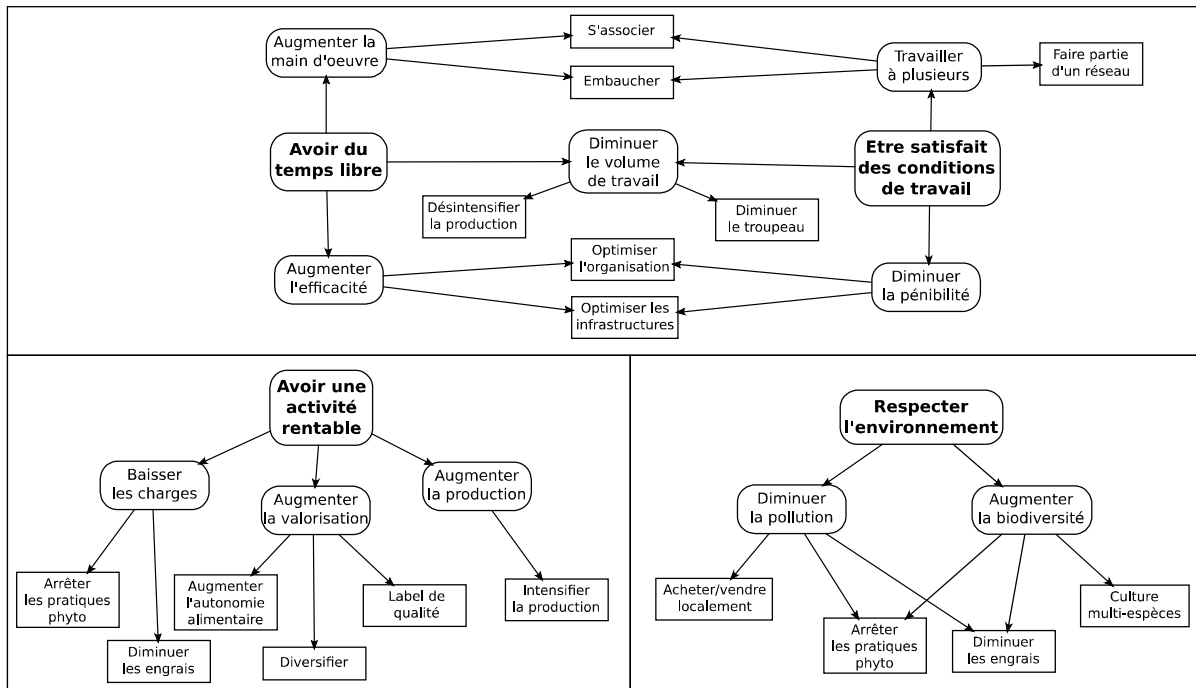 Augmenter la
main d'oeuvre
S'associer
Embaucher
Travailler
à plusieurs
Faire partie
d'un réseau
Avoir du
temps libre
Diminuer
le volume
de travail
Etre satisfait
des conditions
de travail
Désintensifier
la production
Diminuer
le troupeau
Augmenter
l'efficacité
Optimiser
l'organisation
Optimiser les
infrastructures
Diminuer
la pénibilité
Avoir une
activité
rentable
Baisser
les charges
Augmenter
la valorisation
Augmenter
la production
Arrêter
les pratiques
phyto
Diminuer
les engrais
Augmenter
l'autonomie
alimentaire
Diversifier
Label de
qualité
Intensifier
la production
Respecter
l'environnement
Diminuer
la pollution
Augmenter
la biodiversité
Acheter/vendre
localement
Arrêter
les pratiques
phyto
Diminuer
les engrais
Culture
multi-espèces